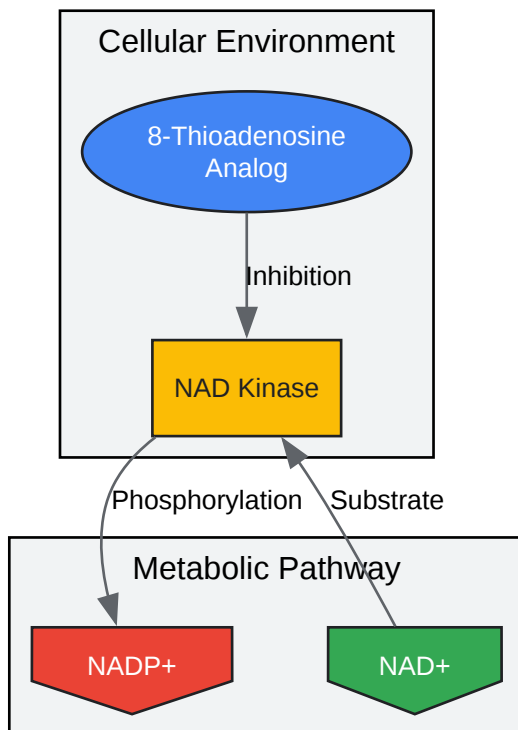 Cellular Environment
8-Thioadenosine
Analog
Inhibition
NAD Kinase
Phosphorylation
Substrate
Metabolic Pathway
NADP+
NAD+